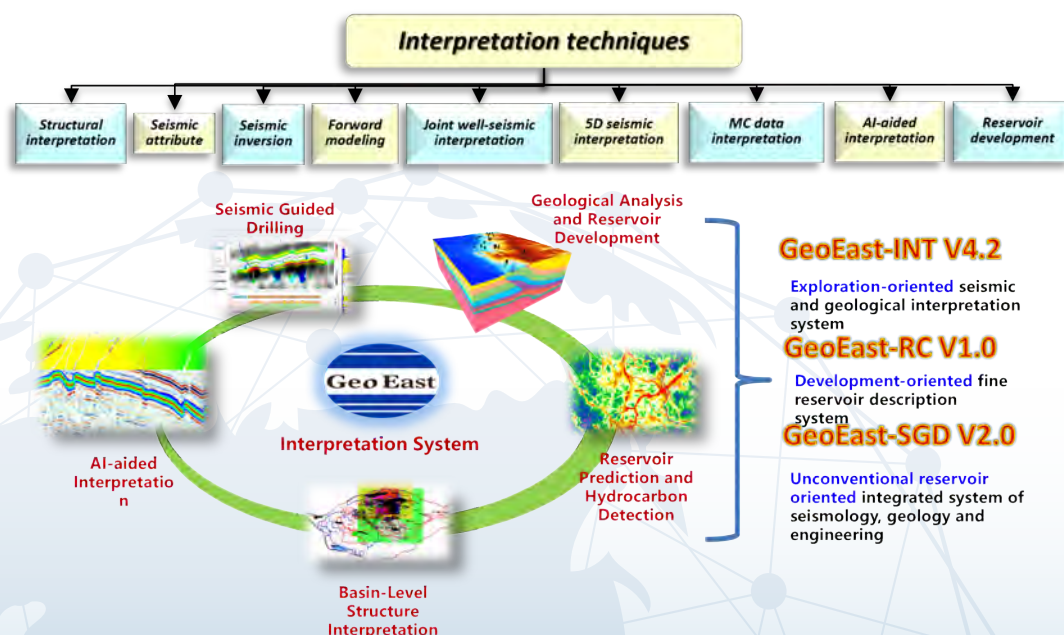 Interpretation techniques
Structural
interpretation
Seismic
attribute
Seismic
inversion
Forward
modeling
Joint well-seismic
interpretation
5D seismic
interpretation
MC data
interpretation
AI-aided
interpretation
Reservoir
development
Seismic Guided
Drilling
Geological Analysis
and Reservoir
Development
AI-aided
Interpretatio
n
Geo East
Interpretation System
Reservoir
Prediction and
Hydrocarbon
Detection
Basin-Level
Structure
Interpretation
GeoEast-INT V4.2
Exploration-oriented seismic
and geological interpretation
system
GeoEast-RC V1.0
Development-oriented fine
reservoir description
system
GeoEast-SGD V2.0
Unconventional reservoir
oriented integrated system of
seismology, geology and
engineering